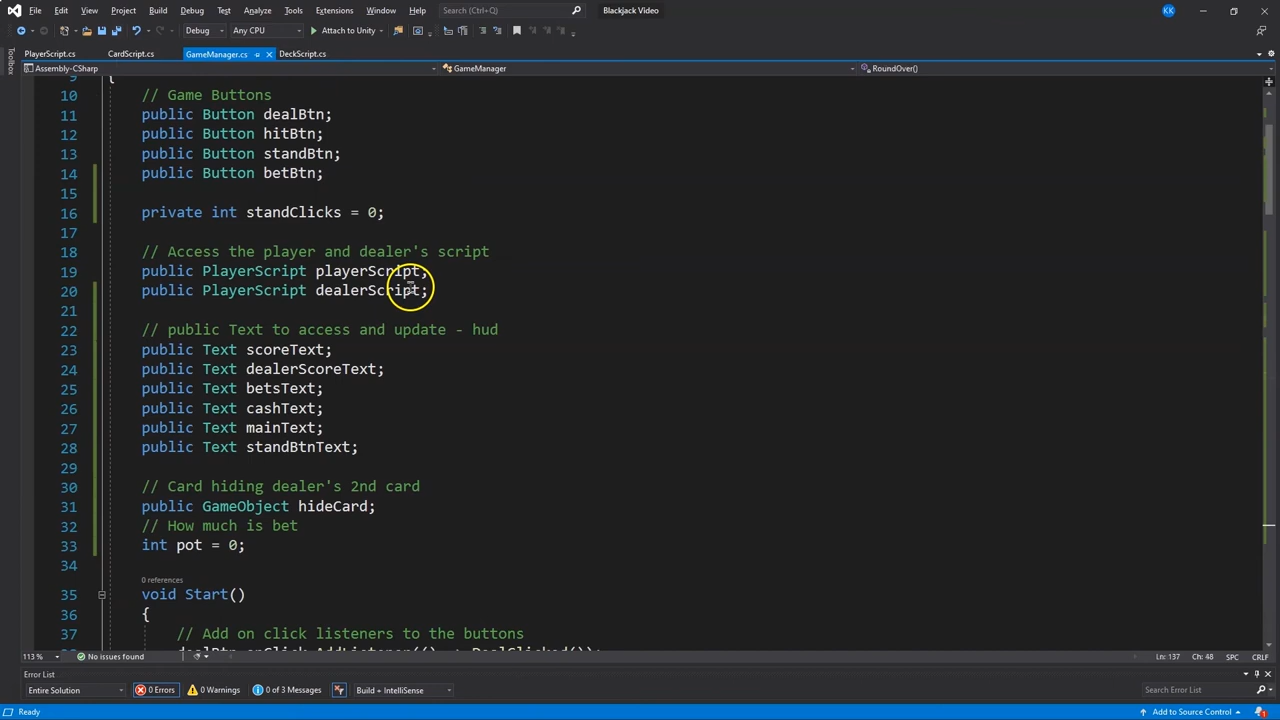 File Edit View Git Project Build Debug Test Analyze Tools Extensions Window Help Search (Ctrl+Q) Blackjack Video KK
Debug Any CPU Attach to Unity
PlayerScript.cs CardScript.cs GameManager.cs DeckScript.cs
Toolbox
Assembly-CSharp GameManager RoundOver()
9 {
10 // Game Buttons
11 public Button dealBtn;
12 public Button hitBtn;
13 public Button standBtn;
14 public Button betBtn;
15
16 private int standClicks = 0;
17
18 // Access the player and dealer's script
19 public PlayerScript playerScript;
20 public PlayerScript dealerScript;
21
22 // public Text to access and update - hud
23 public Text scoreText;
24 public Text dealerScoreText;
25 public Text betsText;
26 public Text cashText;
27 public Text mainText;
28 public Text standBtnText;
29
30 // Card hiding dealer's 2nd card
31 public GameObject hideCard;
32 // How much is bet
33 int pot = 0;
34
0 references
35 void Start()
36 {
37 // Add on click listeners to the buttons
dealBtn.onClick.AddListener(() => DealClicked());
113 % No issues found Ln: 137 Ch: 48 SPC CRLF
Error List
Entire Solution 0 Errors 0 Warnings 0 of 3 Messages Build + IntelliSense Search Error List
Ready Add to Source Control 1